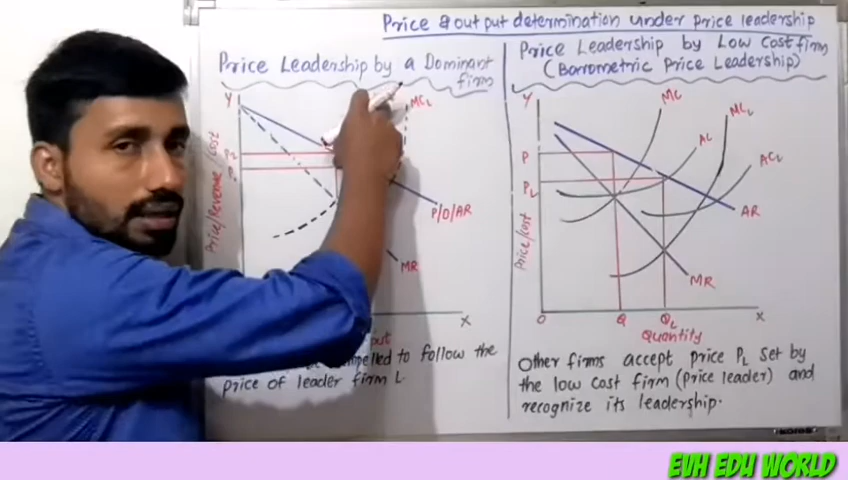 Price & out put determination under price leadership
Price Leadership by a Dominant
firm
Y
MCL
Price/Revenue/cost
P/D/AR
MR
X
compelled to follow the
price of leader firm L.
Price Leadership by Low Cost firm
(Barrometric Price Leadership)
Y
MC
MCL
AC
ACL
P
PL
AR
Price/cost
MR
O
Q
QL
X
Quantity
Other firms accept price PL set by
the low cost firm (price leader) and
recognize its leadership.
EVH EDU WORLD